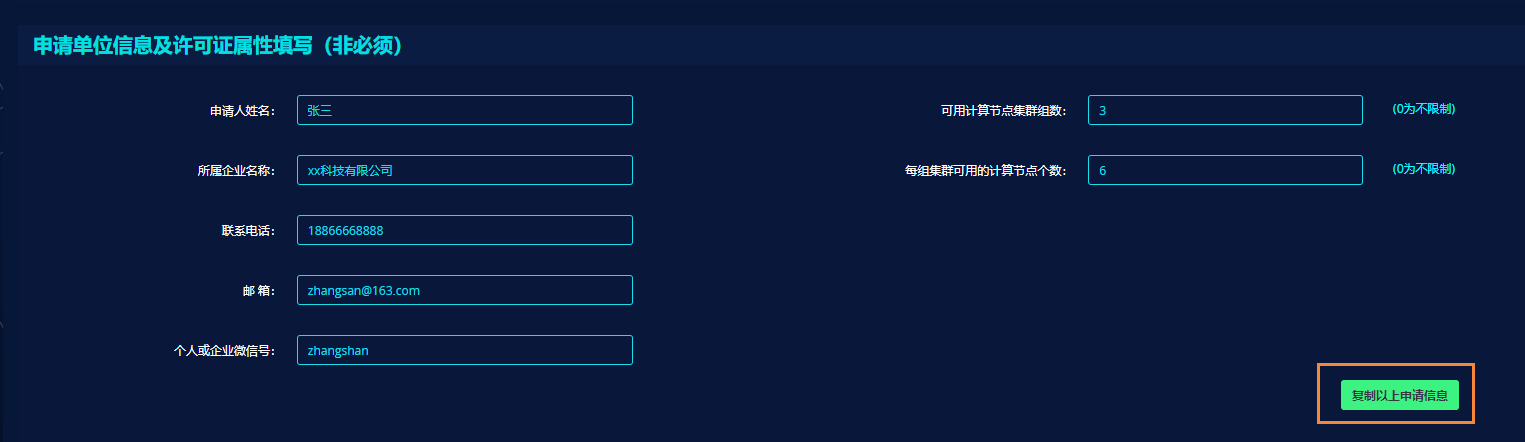 申请单位信息及许可证属性填写（非必须）
申请人姓名： 张三
可用计算节点集群组数： 3 (0为不限制)
所属企业名称： xx科技有限公司
每组集群可用的计算节点个数： 6 (0为不限制)
联系电话： 18866668888
邮 箱： zhangsan@163.com
个人或企业微信号： zhangshan
复制以上申请信息